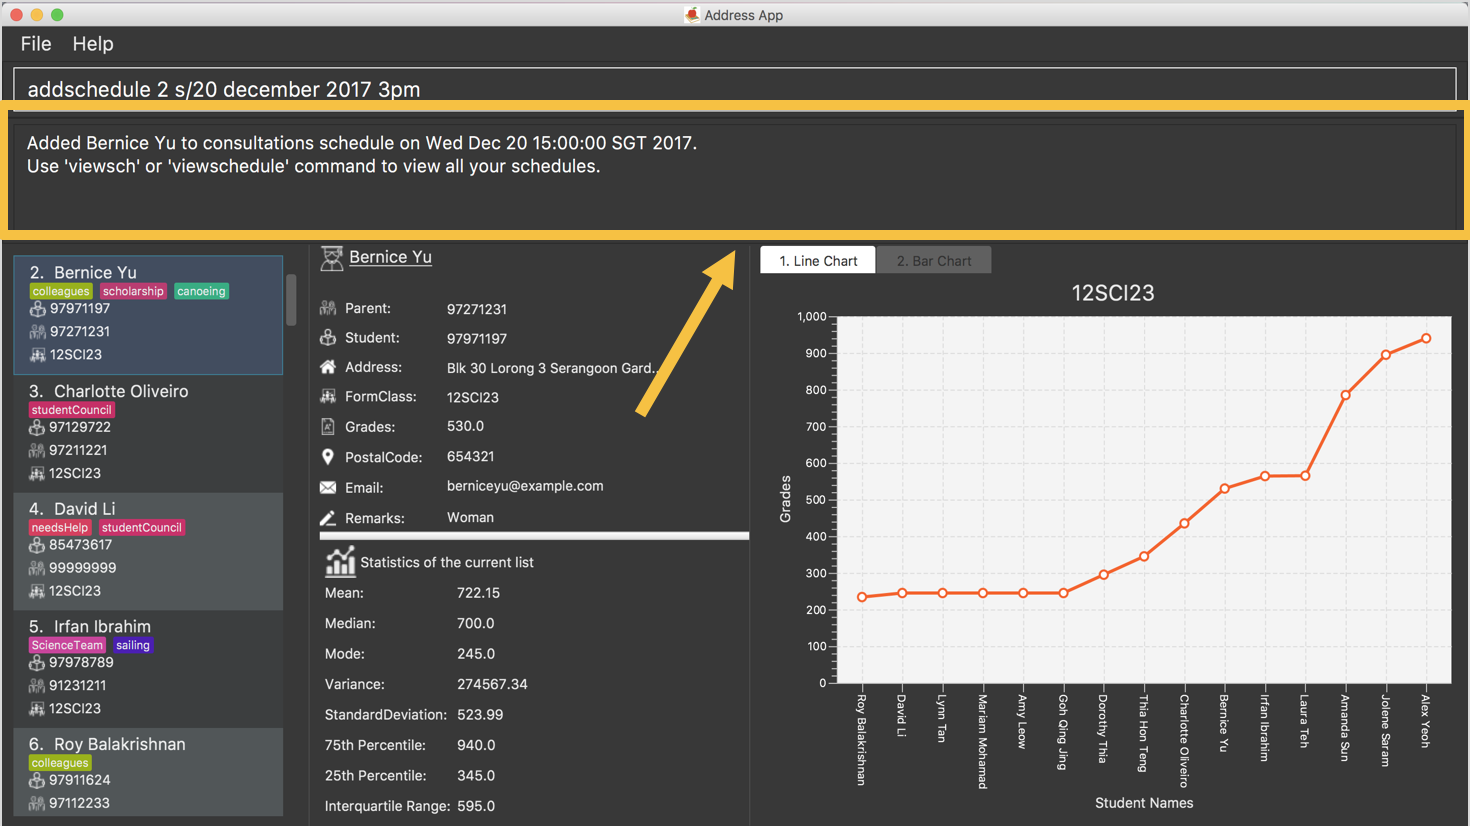 Address App
File Help
addschedule 2 s/20 december 2017 3pm
Added Bernice Yu to consultations schedule on Wed Dec 20 15:00:00 SGT 2017.
Use 'viewsch' or 'viewschedule' command to view all your schedules.
2. Bernice Yu
colleagues scholarship canoeing
97971197
97271231
12SCI23
3. Charlotte Oliveiro
studentCouncil
97129722
97211221
12SCI23
4. David Li
needsHelp studentCouncil
85473617
99999999
12SCI23
5. Irfan Ibrahim
ScienceTeam sailing
97978789
91231211
12SCI23
6. Roy Balakrishnan
colleagues
97911624
97112233
Bernice Yu
Parent: 97271231
Student: 97971197
Address: Blk 30 Lorong 3 Serangoon Gard...
FormClass: 12SCI23
Grades: 530.0
PostalCode: 654321
Email: berniceyu@example.com
Remarks: Woman
Statistics of the current list
Mean: 722.15
Median: 700.0
Mode: 245.0
Variance: 274567.34
StandardDeviation: 523.99
75th Percentile: 940.0
25th Percentile: 345.0
Interquartile Range: 595.0
1. Line Chart 2. Bar Chart
12SCI23
1,000
900
800
700
600
500
400
300
200
100
0
Grades
Roy Balakrishnan
David Li
Lynn Tan
Mariam Mohamad
Amy Leow
Goh Qing Jing
Dorothy Thia
Thia Hon Teng
Charlotte Oliveiro
Bernice Yu
Irfan Ibrahim
Laura Teh
Amanda Sun
Jolene Saram
Alex Yeoh
Student Names